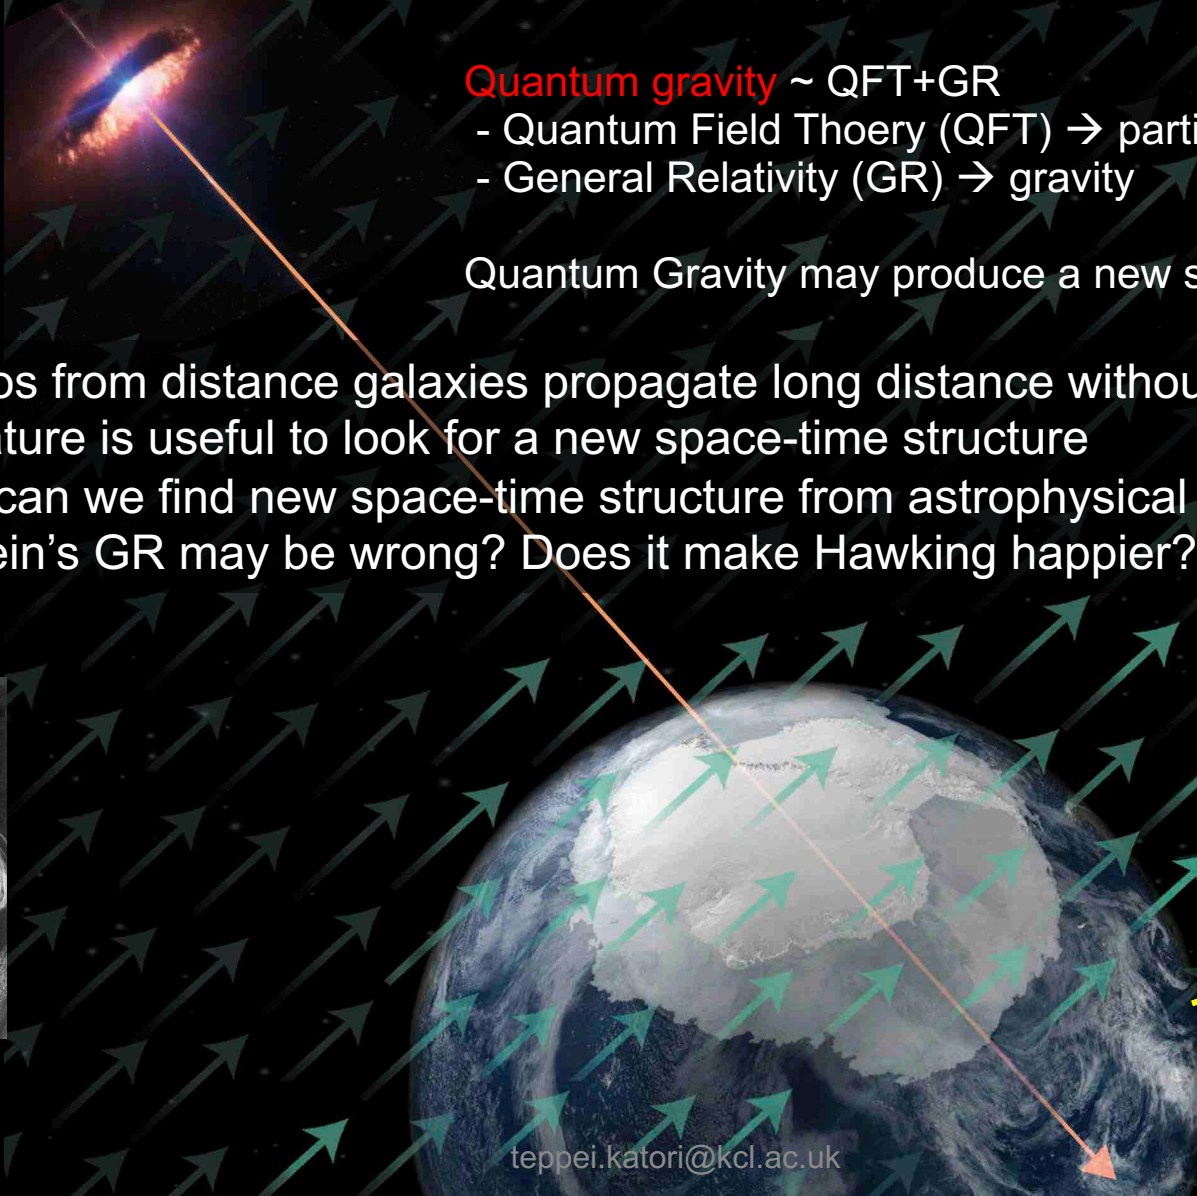 Quantum gravity ~ QFT+GR
- Quantum Field Thoery (QFT) → parti
- General Relativity (GR) → gravity
Quantum Gravity may produce a new s
os from distance galaxies propagate long distance withou
ature is useful to look for a new space-time structure
can we find new space-time structure from astrophysical
ein's GR may be wrong? Does it make Hawking happier?
teppei.katori@kcl.ac.uk